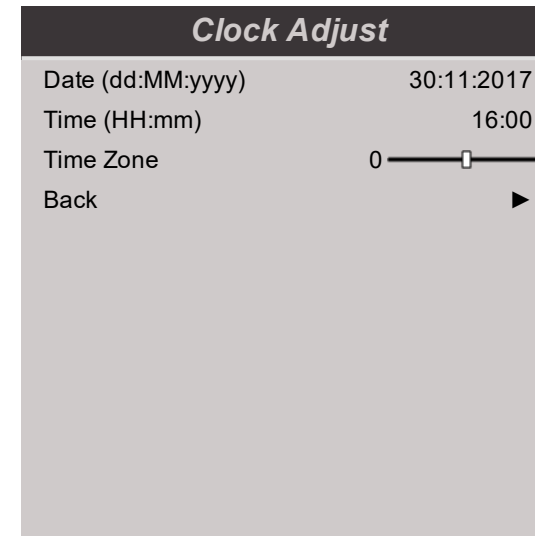 Clock Adjust
Date (dd:MM:yyyy) 30:11:2017
Time (HH:mm) 16:00
Time Zone 0
Back ►